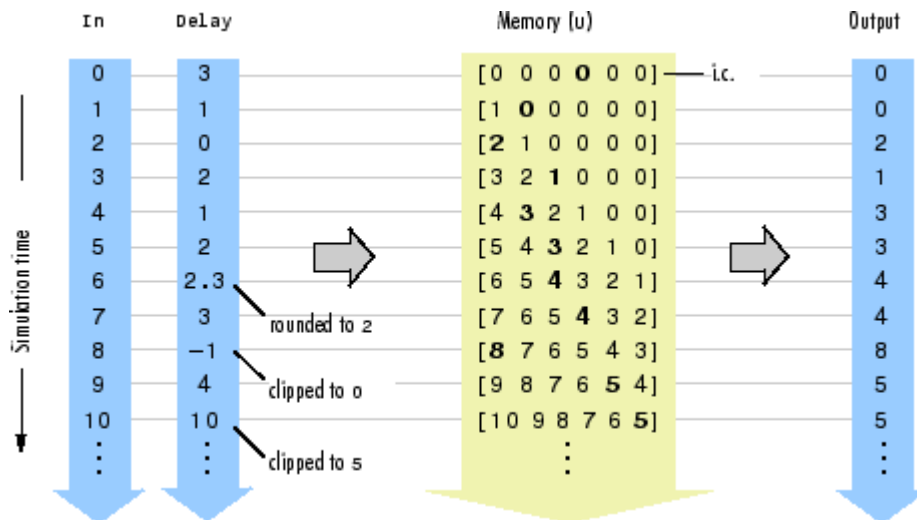 In Delay Memory (u) Output
0 3 [0 0 0 0 0 0] i.c. 0
1 1 [1 0 0 0 0 0] 0
2 0 [2 1 0 0 0 0] 2
3 2 [3 2 1 0 0 0] 1
4 1 [4 3 2 1 0 0] 3
5 2 [5 4 3 2 1 0] 3
6 2.3 [6 5 4 3 2 1] 4
rounded to 2
7 3 [7 6 5 4 3 2] 4
8 −1 [8 7 6 5 4 3] 8
clipped to 0
9 4 [9 8 7 6 5 4] 5
10 10 [10 9 8 7 6 5] 5
clipped to 5
Simulation time